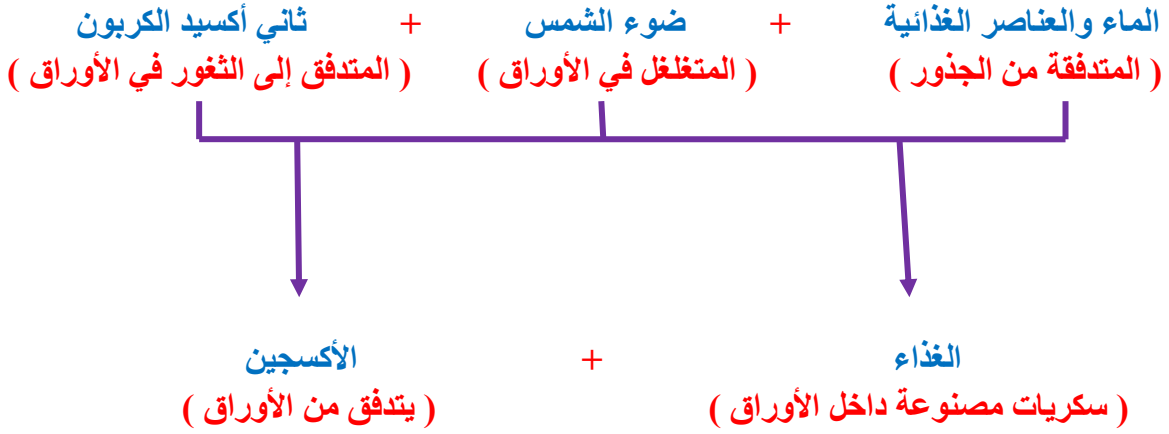 الماء والعناصر الغذائية + ضوء الشمس + ثاني أكسيد الكربون
( المتدفقة من الجذور ) ( المتغلغل في الأوراق ) ( المتدفق إلى الثغور في الأوراق )
الغذاء + الأكسجين
( سكريات مصنوعة داخل الأوراق ) ( يتدفق من الأوراق )